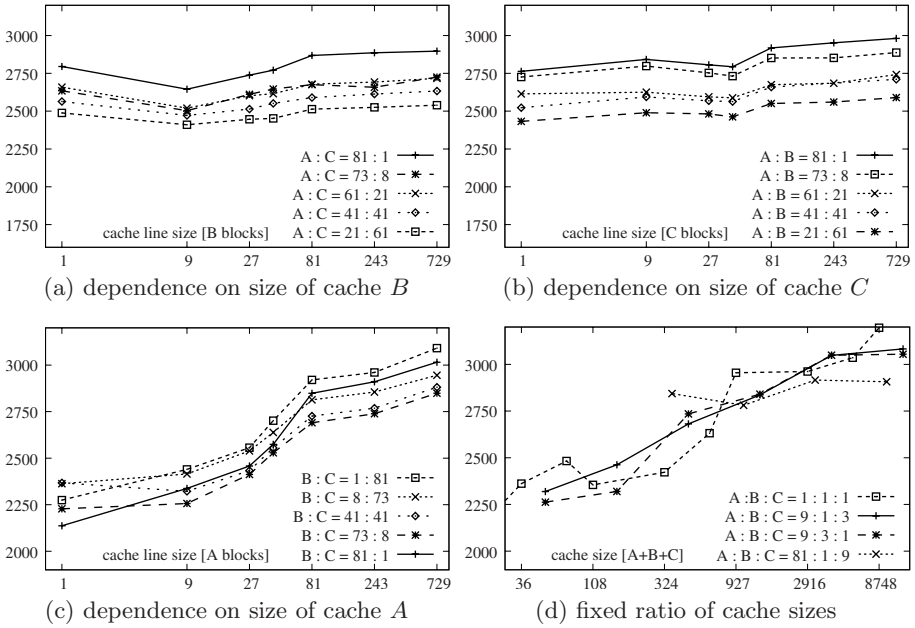 3000
2750
2500
2250
2000
1750
A : C = 81 : 1
A : C = 73 : 8
A : C = 61 : 21
A : C = 41 : 41
A : C = 21 : 61
cache line size [B blocks]
1 9 27 81 243 729
(a) dependence on size of cache B
3000
2750
2500
2250
2000
1750
A : B = 81 : 1
A : B = 73 : 8
A : B = 61 : 21
A : B = 41 : 41
A : B = 21 : 61
cache line size [C blocks]
1 9 27 81 243 729
(b) dependence on size of cache C
3000
2750
2500
2250
2000
B : C = 1 : 81
B : C = 8 : 73
B : C = 41 : 41
B : C = 73 : 8
B : C = 81 : 1
cache line size [A blocks]
1 9 27 81 243 729
(c) dependence on size of cache A
3000
2750
2500
2250
2000
A : B : C = 1 : 1 : 1
A : B : C = 9 : 1 : 3
A : B : C = 9 : 3 : 1
A : B : C = 81 : 1 : 9
cache size [A+B+C]
36 108 324 927 2916 8748
(d) fixed ratio of cache sizes